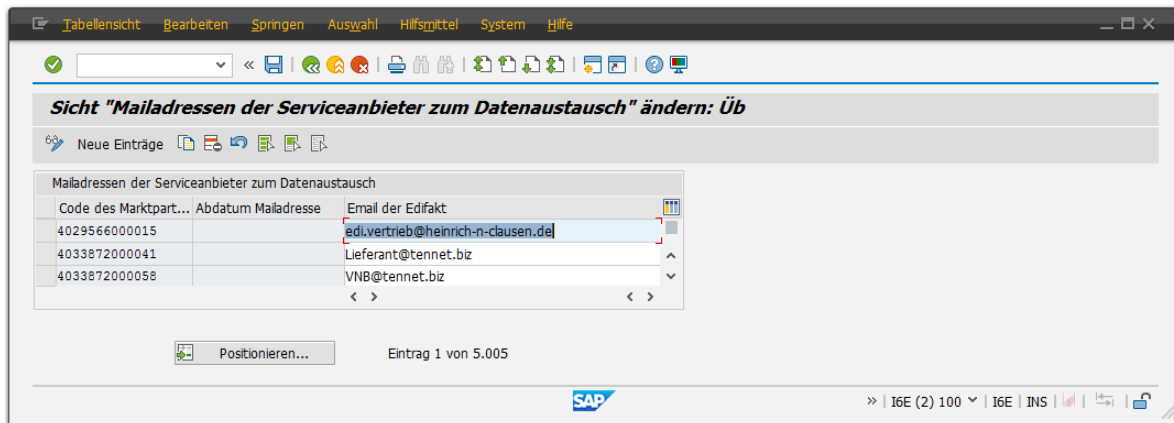 Tabellensicht Bearbeiten Springen Auswahl Hilfsmittel System Hilfe
Sicht "Mailadressen der Serviceanbieter zum Datenaustausch" ändern: Üb
Neue Einträge
Mailadressen der Serviceanbieter zum Datenaustausch
Code des Marktpart... Abdatum Mailadresse Email der Edifakt
4029566000015 edi.vertrieb@heinrich-n-clausen.de
4033872000041 Lieferant@tennet.biz
4033872000058 VNB@tennet.biz
Positionieren... Eintrag 1 von 5.005
SAP » | I6E (2) 100 | I6E | INS